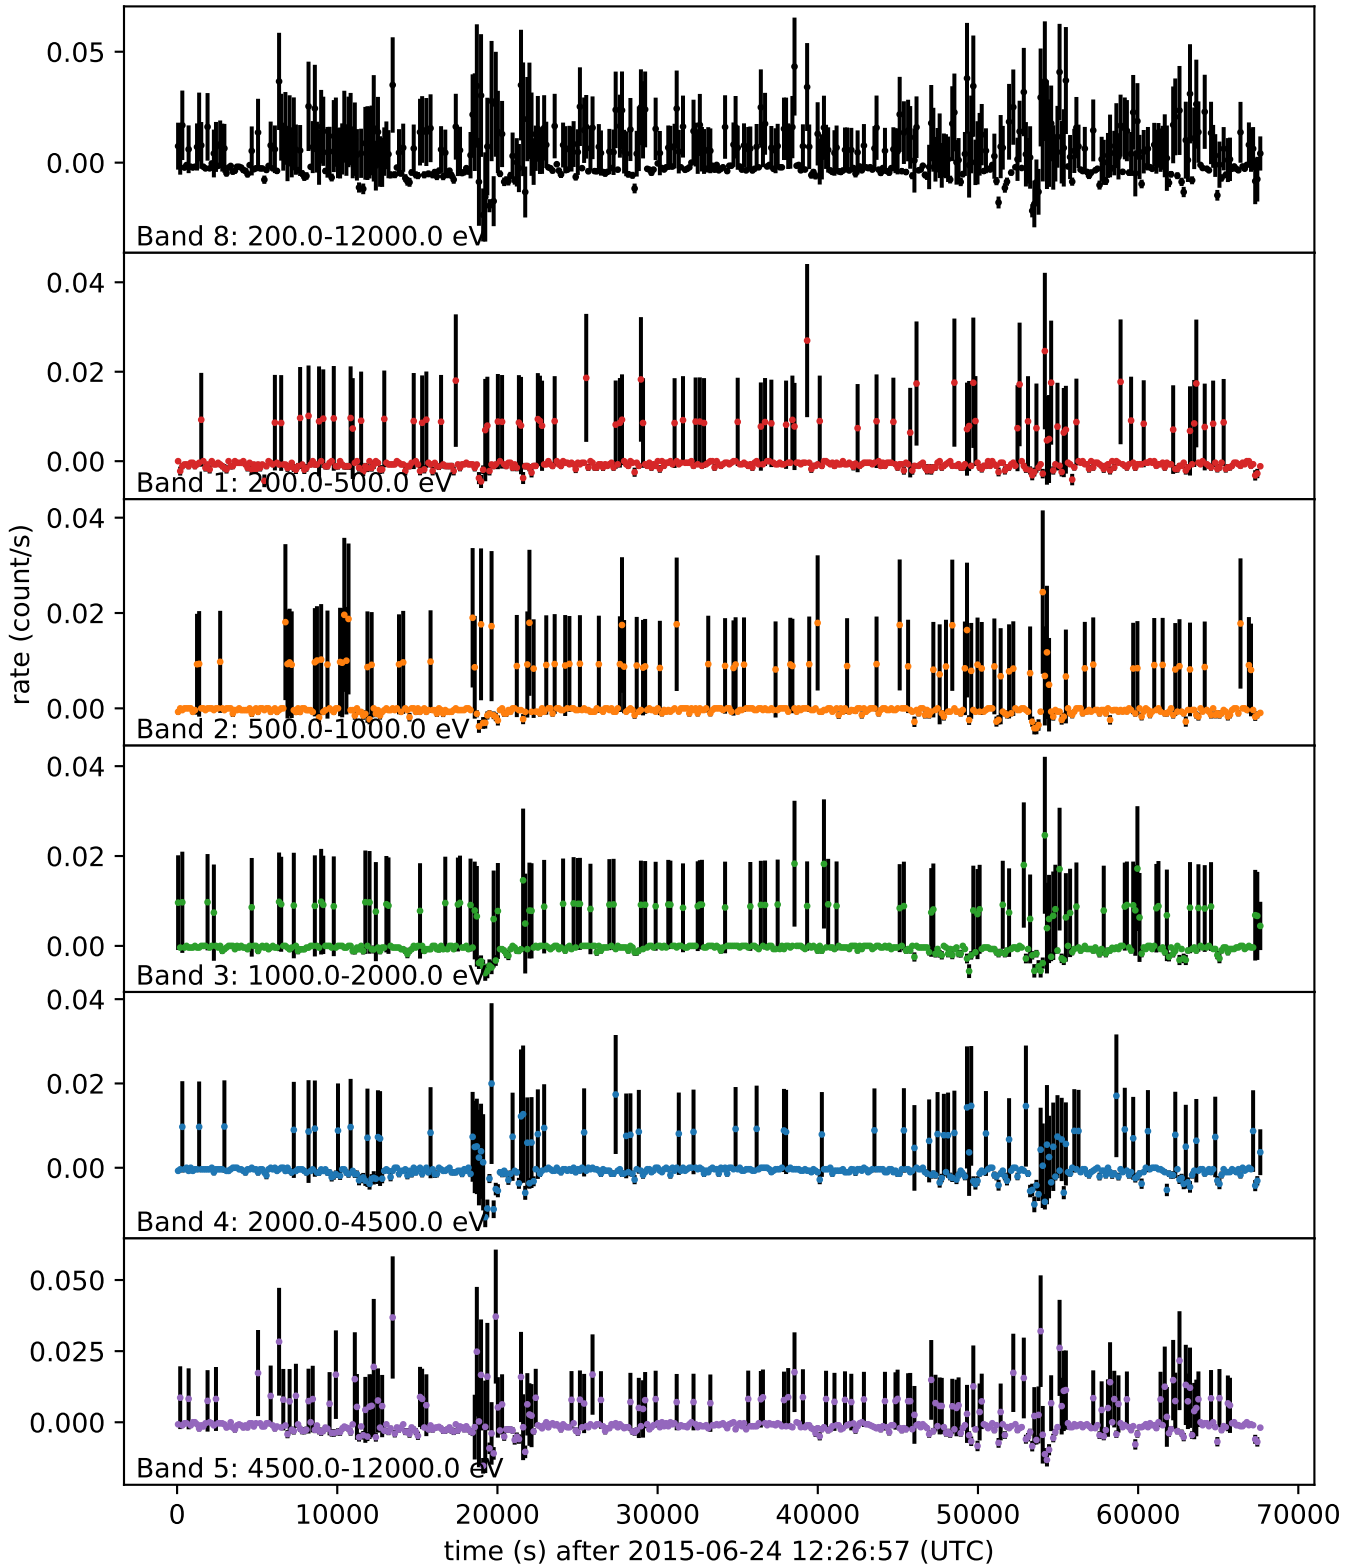 0.05
0.00
Band 8: 200.0-12000.0 eV
0.04
0.02
0.00
Band 1: 200.0-500.0 eV
0.04
0.02
0.00
Band 2: 500.0-1000.0 eV
rate (count/s)
0.04
0.02
0.00
Band 3: 1000.0-2000.0 eV
0.04
0.02
0.00
Band 4: 2000.0-4500.0 eV
0.050
0.025
0.000
Band 5: 4500.0-12000.0 eV
0 10000 20000 30000 40000 50000 60000 70000
time (s) after 2015-06-24 12:26:57 (UTC)